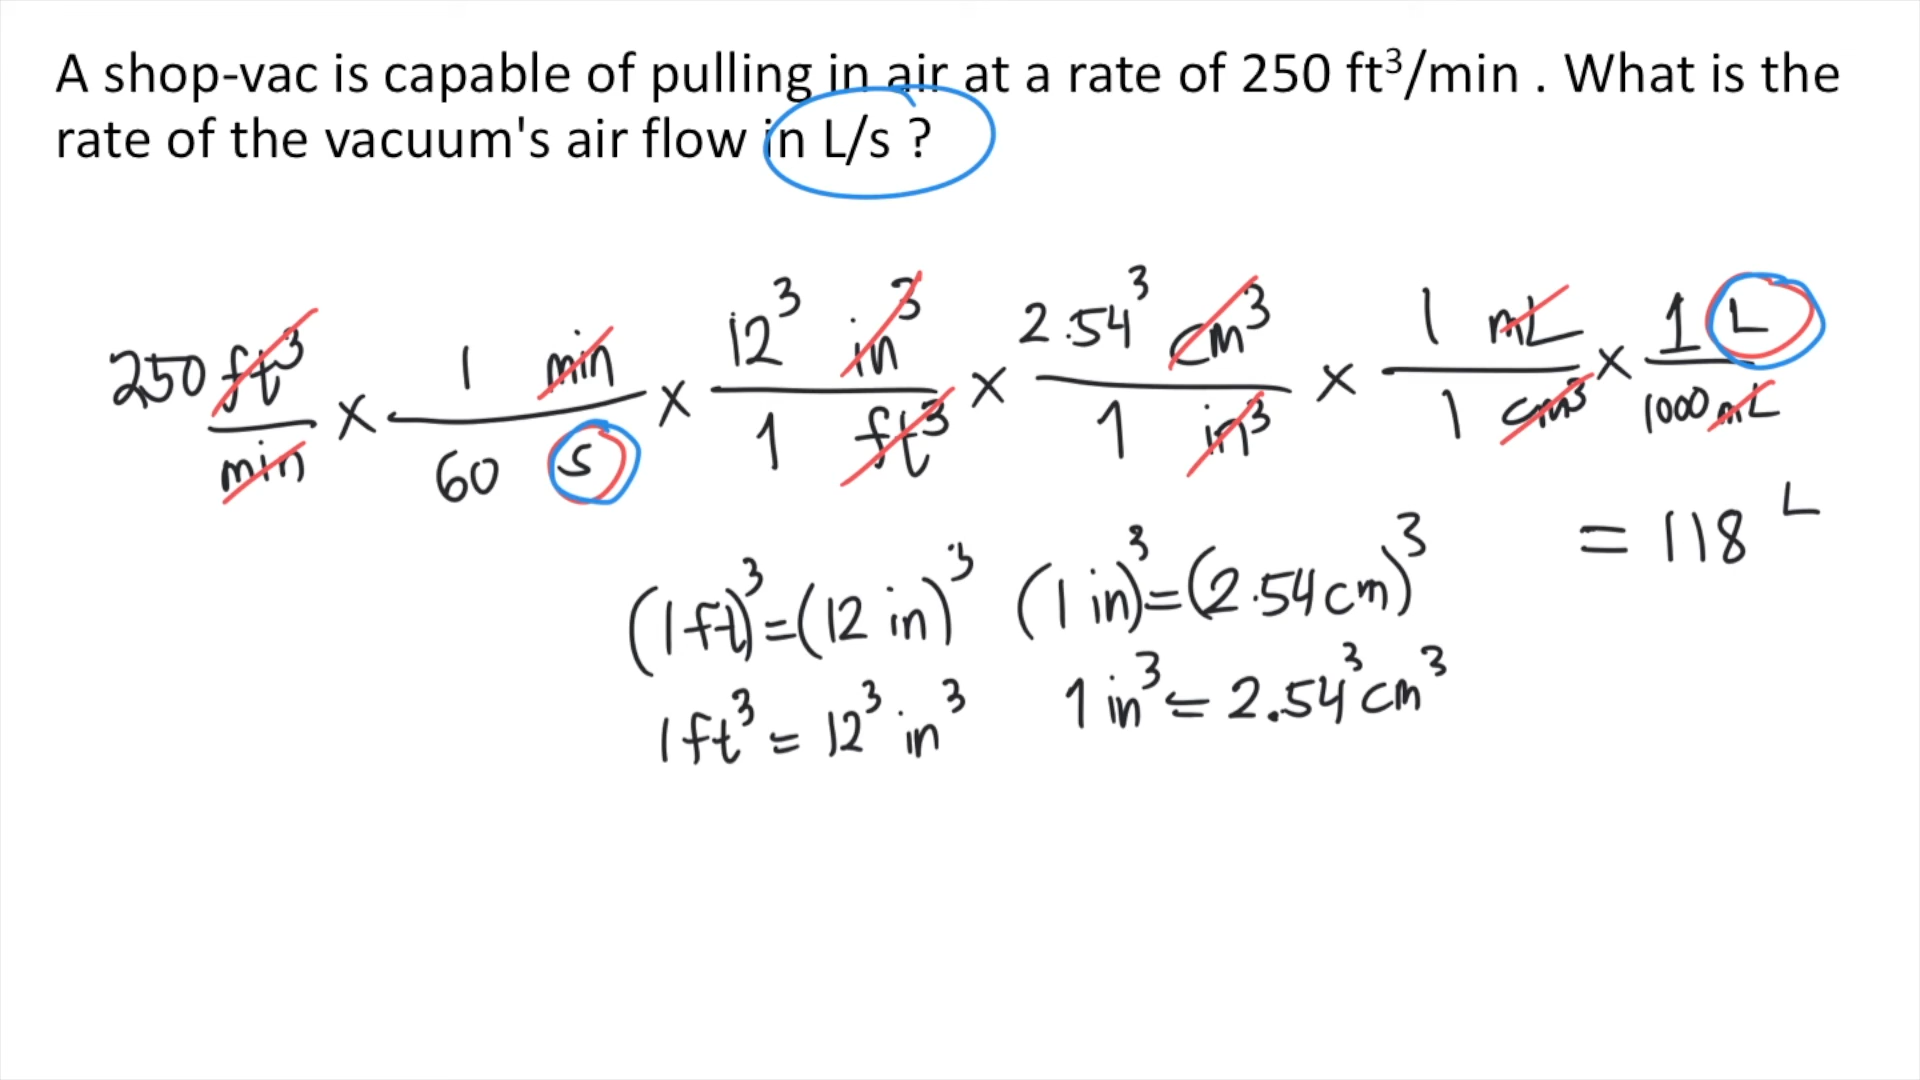 A shop-vac is capable of pulling in air at a rate of 250 ft³/min . What is the
rate of the vacuum's air flow in L/s ?
250 ft³/min × 1 min/60 s × 12³ in³/1 ft³ × 2.54³ cm³/1 in³ × 1 mL/1 cm³ × 1 L/1000 mL
= 118 L
(1 ft)³ = (12 in)³ (1 in)³ = (2.54 cm)³
1 ft³ = 12³ in³ 1 in³ = 2.54³ cm³